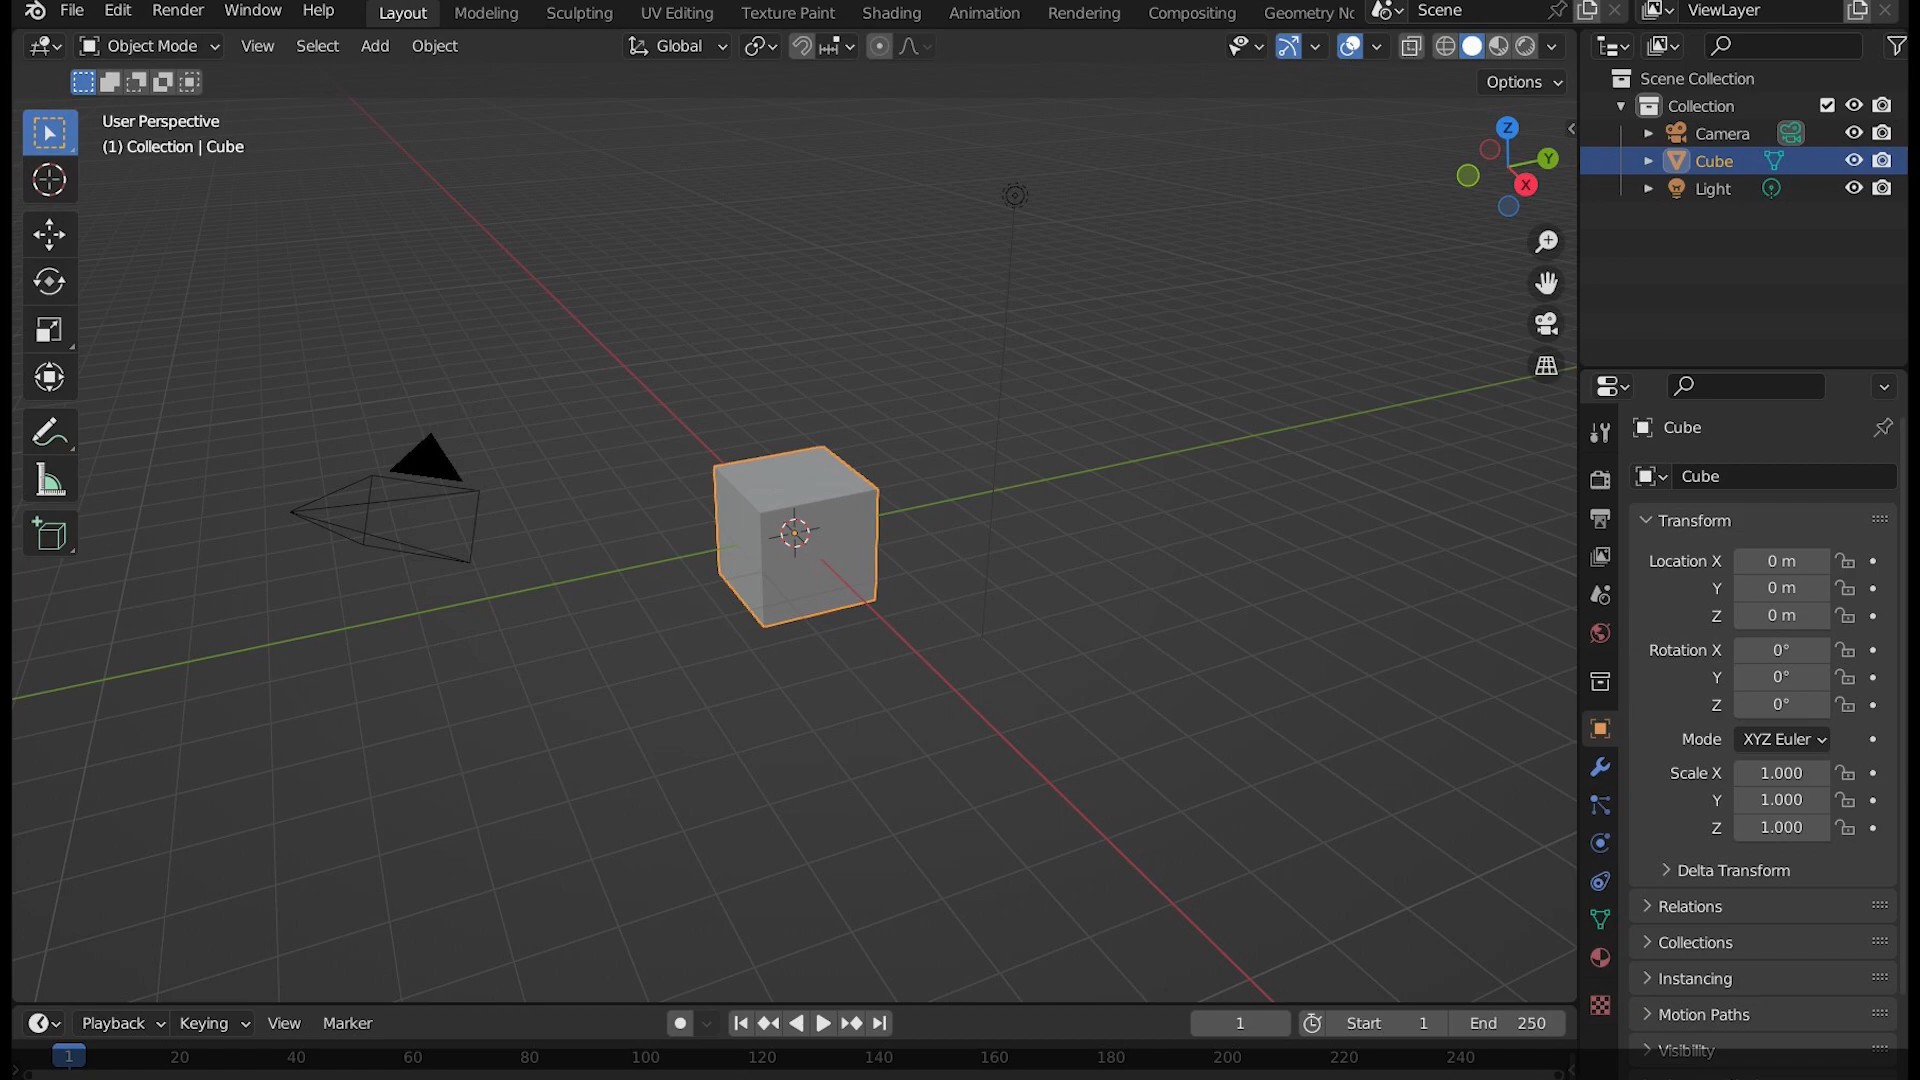 File Edit Render Window Help Layout Modeling Sculpting UV Editing Texture Paint Shading Animation Rendering Compositing Geometry Nc Scene ViewLayer
Object Mode View Select Add Object Global
Options
User Perspective
(1) Collection | Cube
Z
Y
X
Scene Collection
Collection
Camera
Cube
Light
Cube
Cube
Transform
Location X 0 m
Y 0 m
Z 0 m
Rotation X 0°
Y 0°
Z 0°
Mode XYZ Euler
Scale X 1.000
Y 1.000
Z 1.000
Delta Transform
Relations
Collections
Instancing
Motion Paths
Visibility
Playback Keying View Marker 1 Start 1 End 250
1 20 40 60 80 100 120 140 160 180 200 220 240